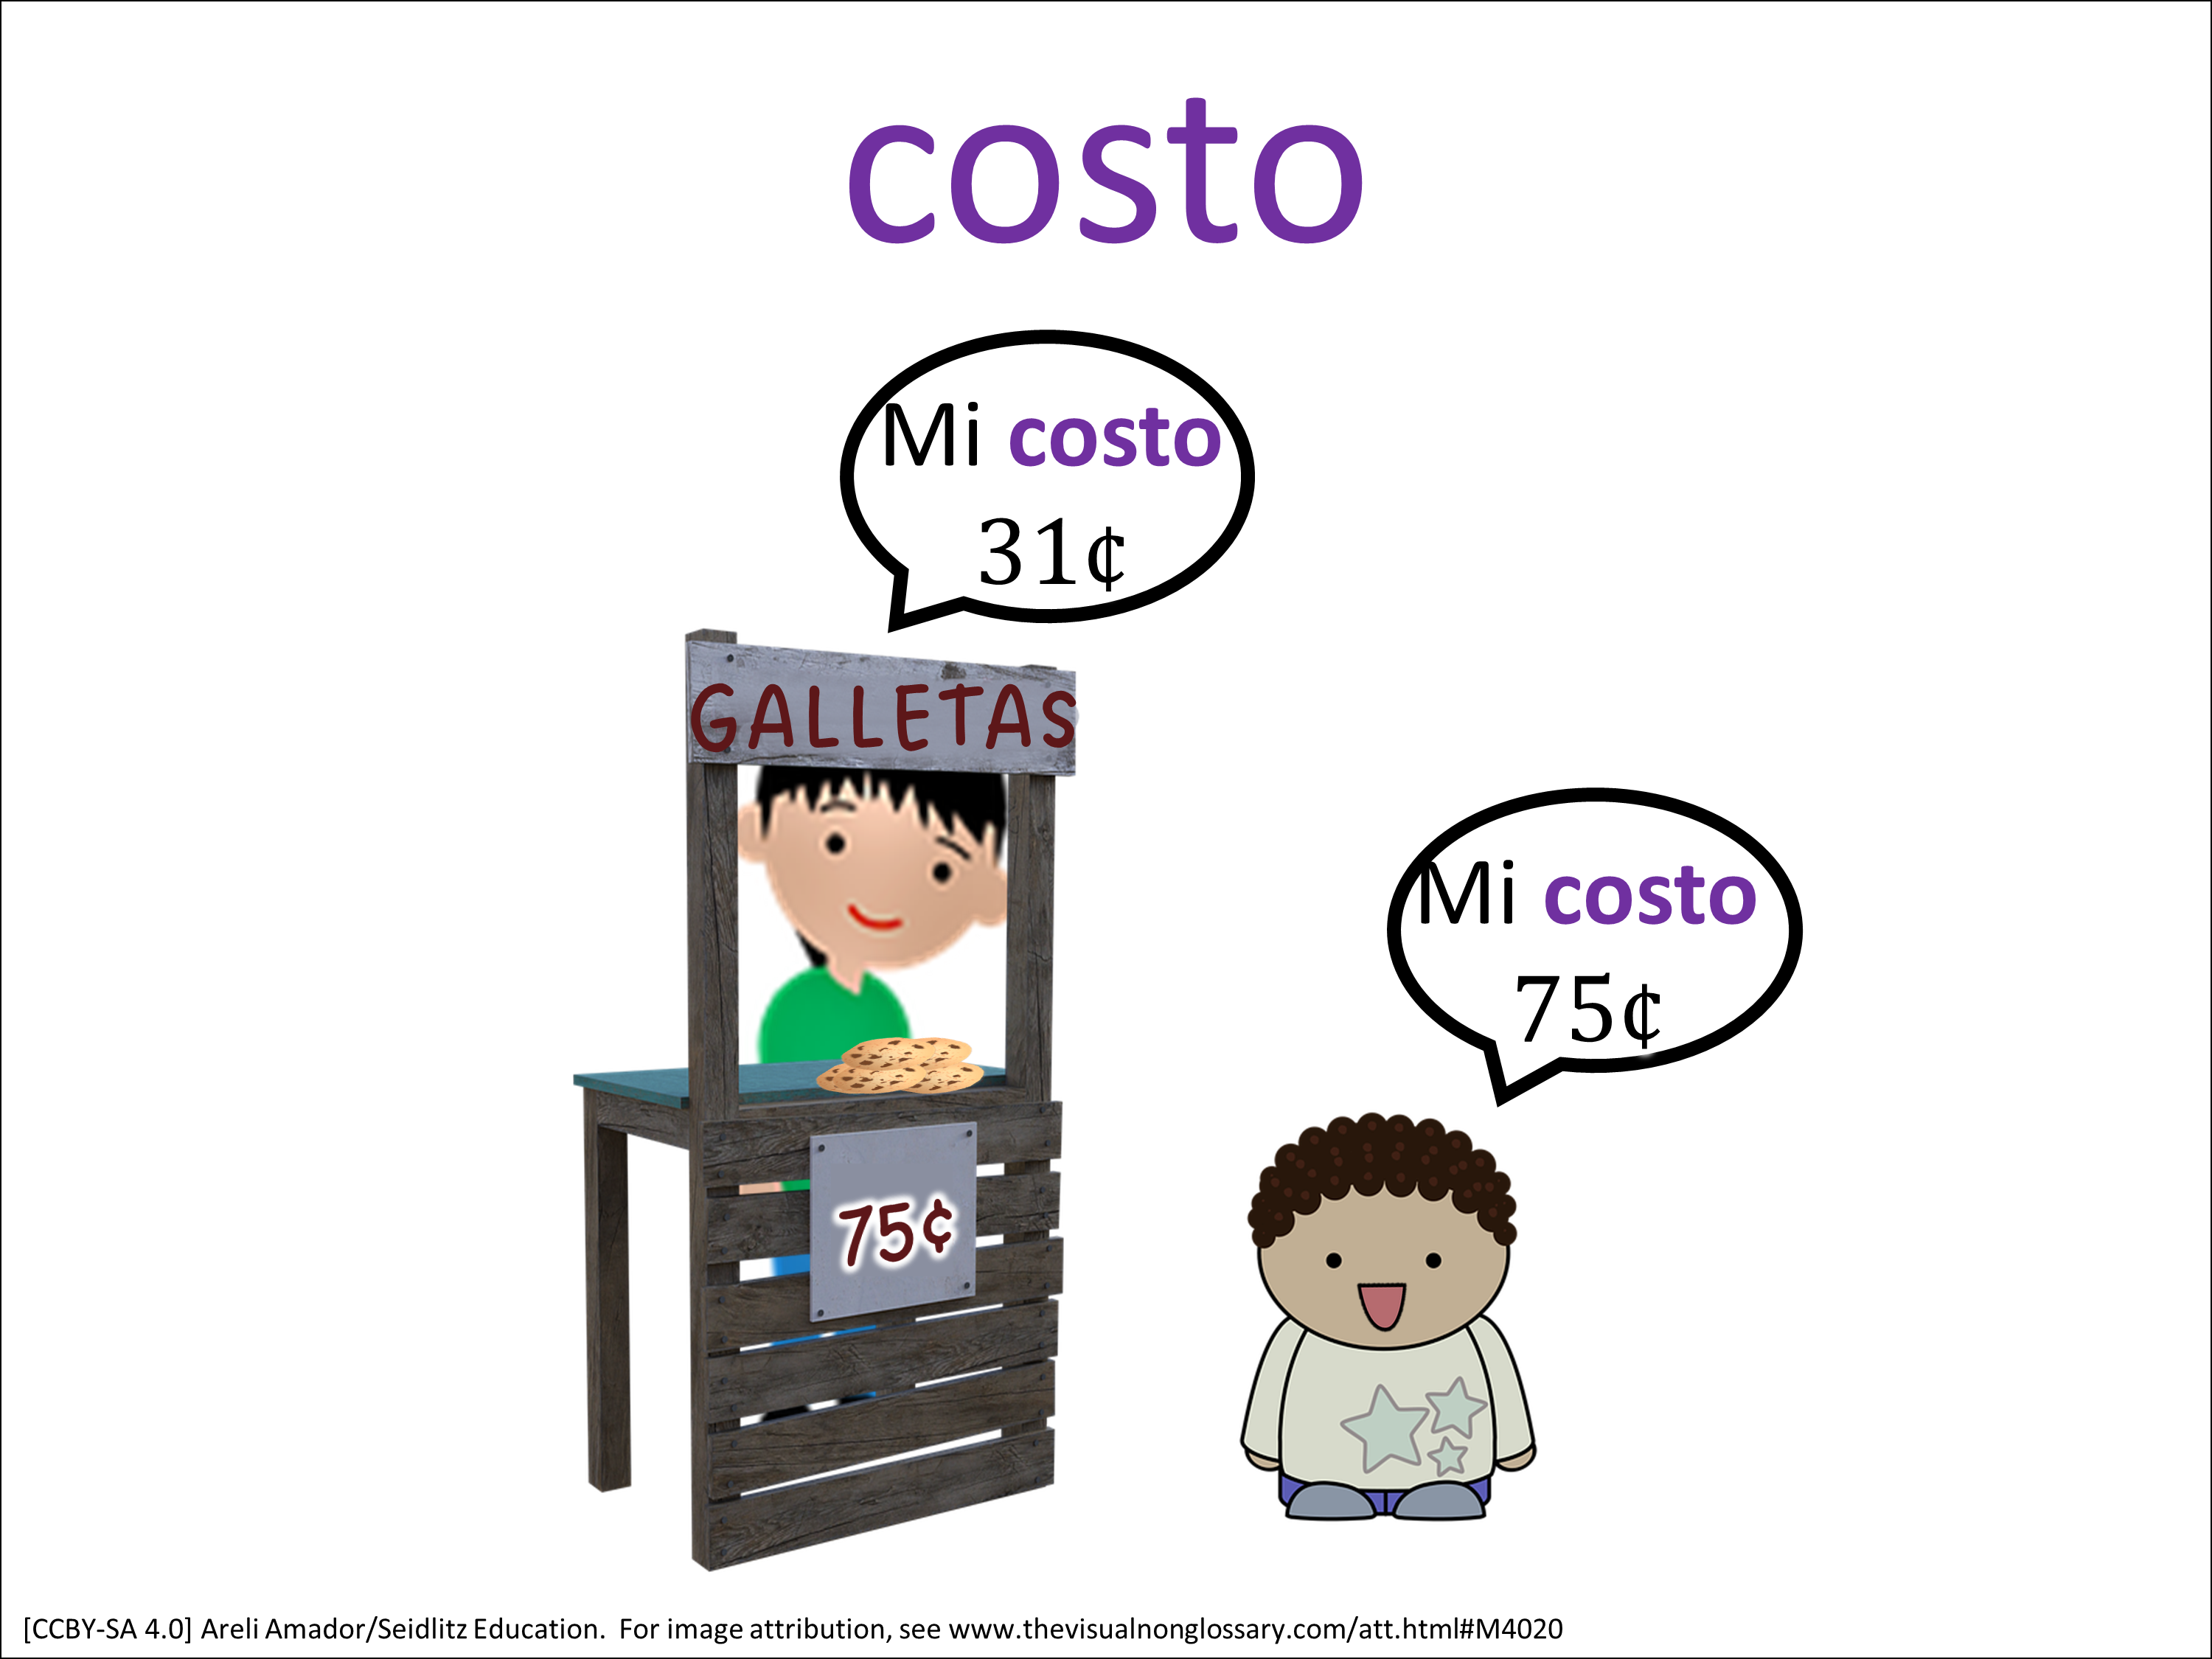 costo
Mi costo
31¢
GALLETAS
Mi costo
75¢
75¢
[CCBY-SA 4.0] Areli Amador/Seidlitz Education.  For image attribution, see www.thevisualnonglossary.com/att.html#M4020